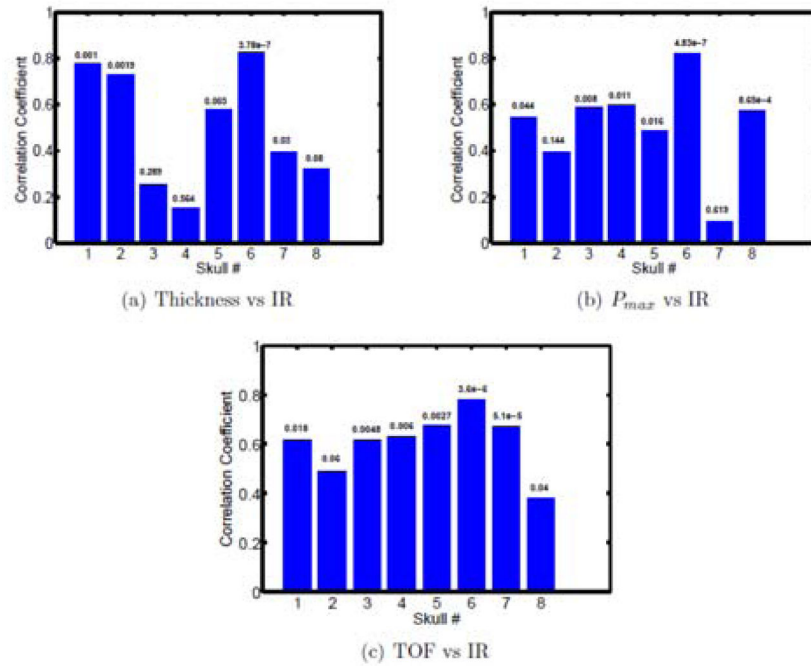 1
0.8
0.6
0.4
0.2
0
Correlation Coefficient
0.001
0.0019
0.289
0.564
0.003
3.78e-7
0.03
0.08
1 2 3 4 5 6 7 8
Skull #
(a) Thickness vs IR
1
0.8
0.6
0.4
0.2
0
Correlation Coefficient
0.044
0.144
0.008
0.011
0.016
4.83e-7
0.613
8.65e-4
1 2 3 4 5 6 7 8
Skull #
(b) Pmax vs IR
1
0.8
0.6
0.4
0.2
0
Correlation Coefficient
0.018
0.06
0.0048
0.006
0.0027
3.6e-6
5.1e-5
0.04
1 2 3 4 5 6 7 8
Skull #
(c) TOF vs IR